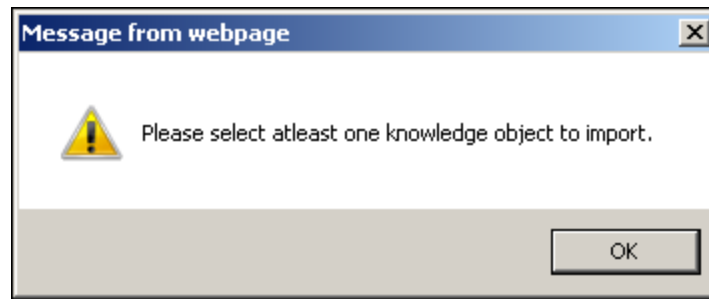 Message from webpage
Please select atleast one knowledge object to import.
OK